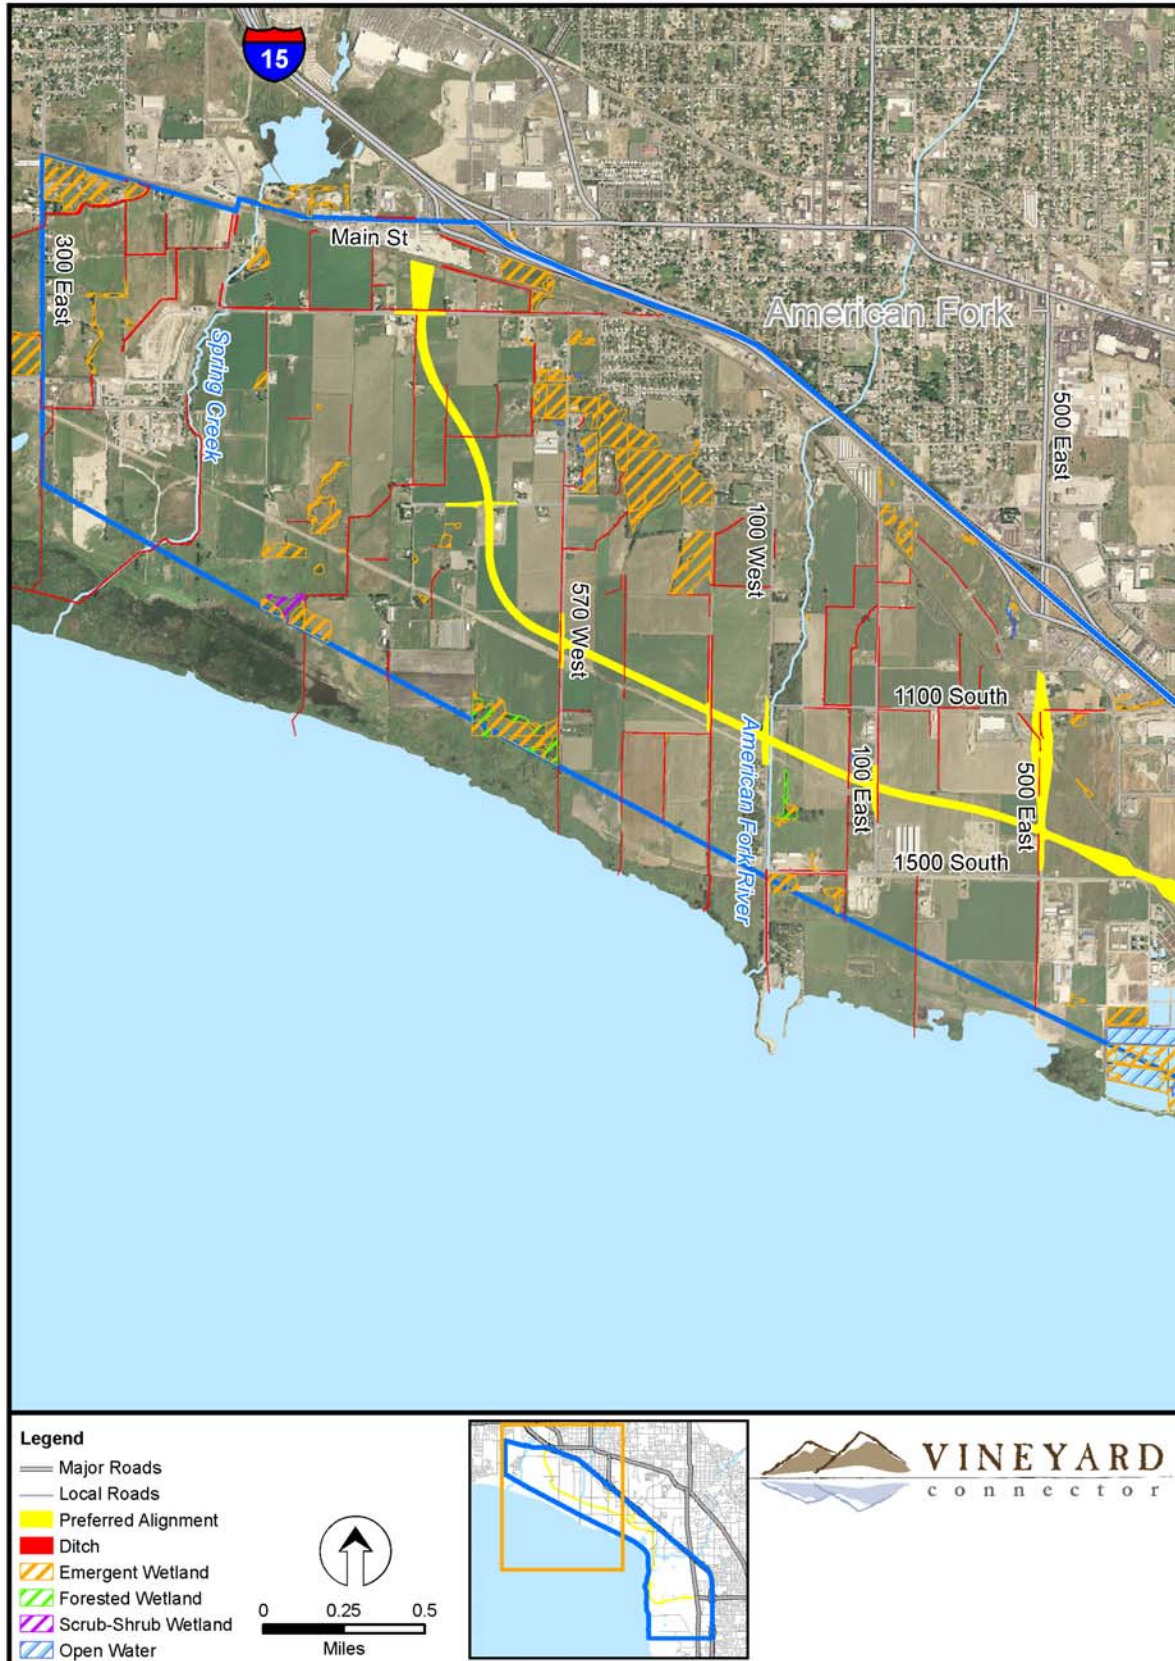 15
Main St
300 East
Spring Creek
American Fork
500 East
100 West
570 West
1100 South
American Fork River
100 East
500 East
1500 South
Legend
Major Roads
Local Roads
Preferred Alignment
Ditch
Emergent Wetland
Forested Wetland
Scrub-Shrub Wetland
Open Water
0 0.25 0.5
Miles
VINEYARD
connector